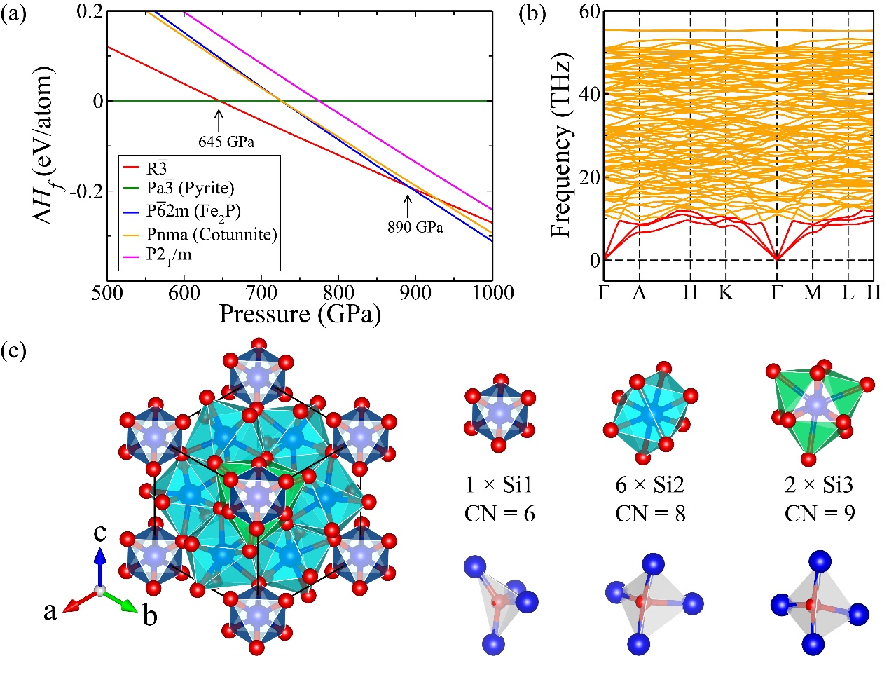 (a)
0.2
0
-0.2
ΔH_f (eV/atom)
645 GPa
890 GPa
R3
Pa3̅ (Pyrite)
P6̅2m (Fe₂P)
Pnma (Cotunnite)
P2₁/m
500 600 700 800 900 1000
Pressure (GPa)
(b)
60
40
20
0
Frequency (THz)
Γ A H K Γ M L H
(c)
c
a
b
1 × Si1
CN = 6
6 × Si2
CN = 8
2 × Si3
CN = 9